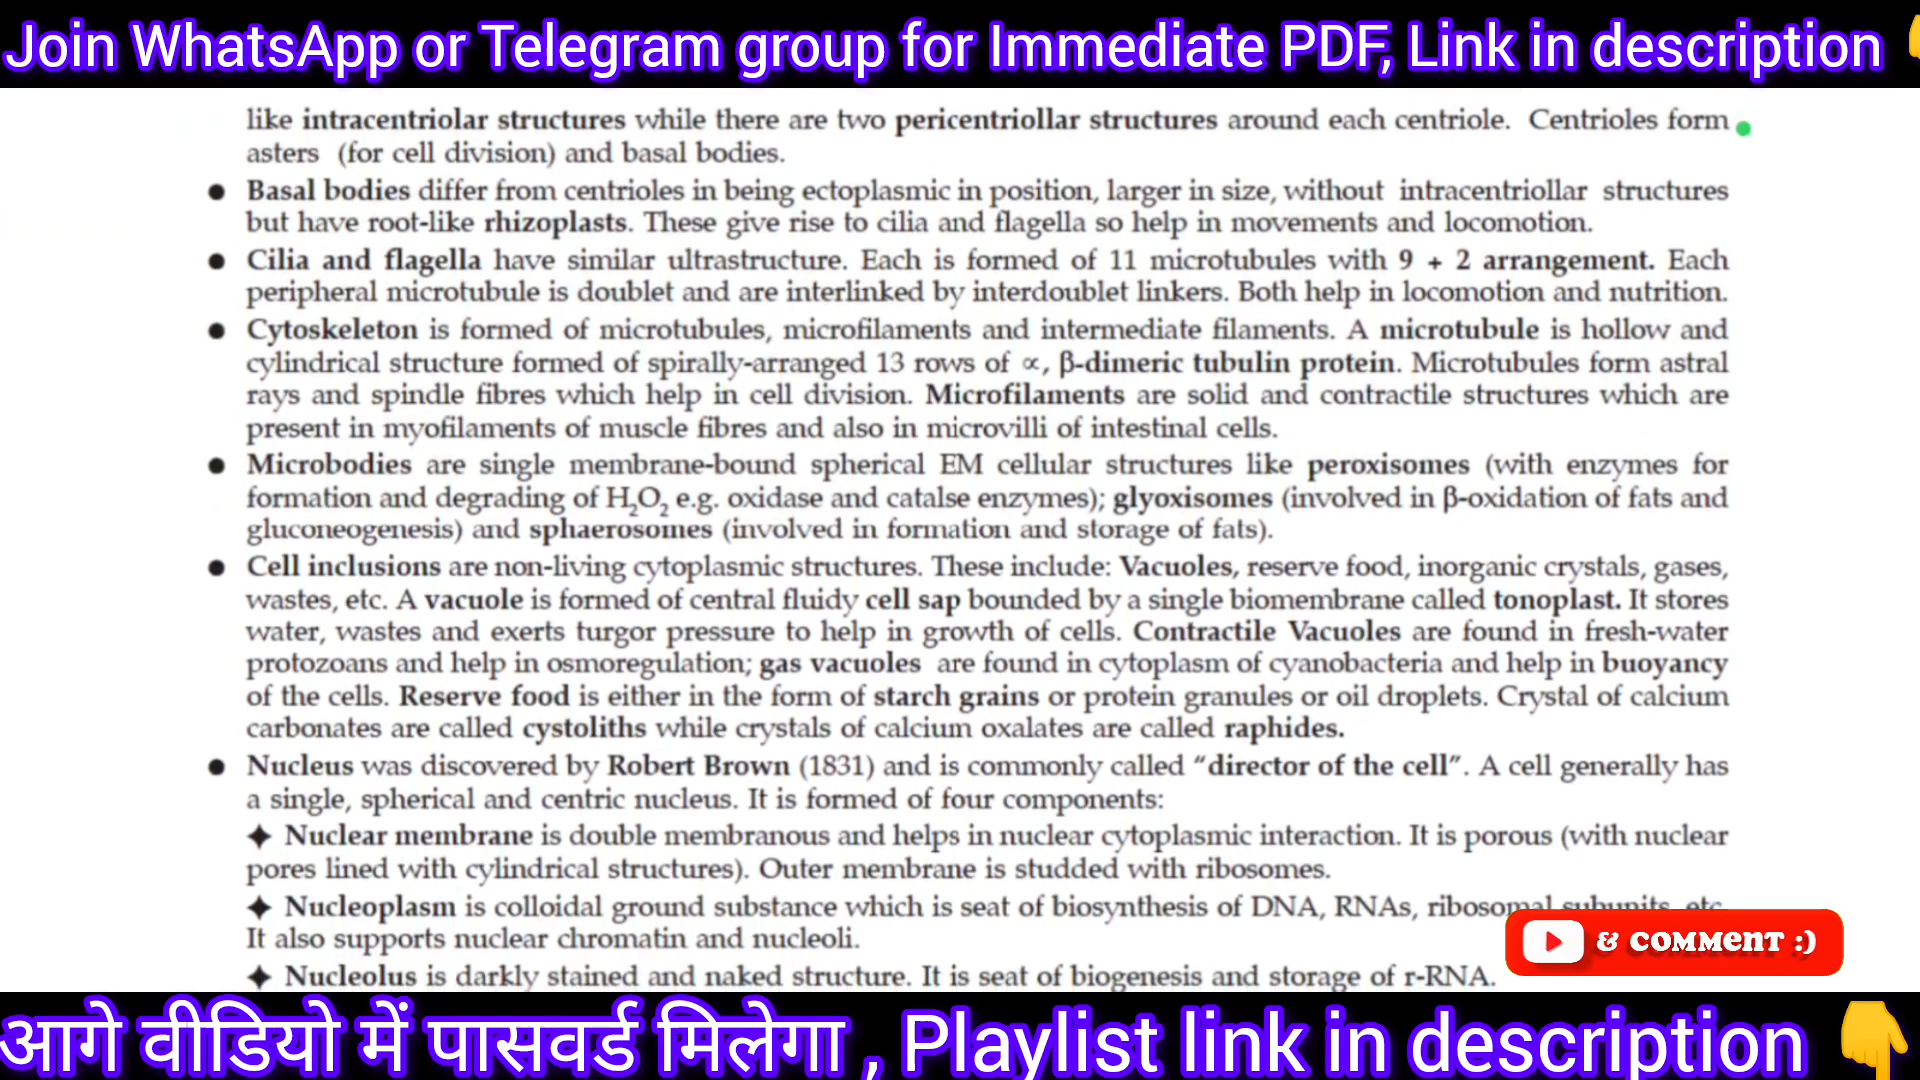 Join WhatsApp or Telegram group for Immediate PDF, Link in description 👇
like intracentriolar structures while there are two pericentriollar structures around each centriole. Centrioles form
asters (for cell division) and basal bodies.
● Basal bodies differ from centrioles in being ectoplasmic in position, larger in size, without intracentriollar structures
but have root-like rhizoplasts. These give rise to cilia and flagella so help in movements and locomotion.
● Cilia and flagella have similar ultrastructure. Each is formed of 11 microtubules with 9 + 2 arrangement. Each
peripheral microtubule is doublet and are interlinked by interdoublet linkers. Both help in locomotion and nutrition.
● Cytoskeleton is formed of microtubules, microfilaments and intermediate filaments. A microtubule is hollow and
cylindrical structure formed of spirally-arranged 13 rows of ∝, β-dimeric tubulin protein. Microtubules form astral
rays and spindle fibres which help in cell division. Microfilaments are solid and contractile structures which are
present in myofilaments of muscle fibres and also in microvilli of intestinal cells.
● Microbodies are single membrane-bound spherical EM cellular structures like peroxisomes (with enzymes for
formation and degrading of H₂O₂ e.g. oxidase and catalse enzymes); glyoxisomes (involved in β-oxidation of fats and
gluconeogenesis) and sphaerosomes (involved in formation and storage of fats).
● Cell inclusions are non-living cytoplasmic structures. These include: Vacuoles, reserve food, inorganic crystals, gases,
wastes, etc. A vacuole is formed of central fluidy cell sap bounded by a single biomembrane called tonoplast. It stores
water, wastes and exerts turgor pressure to help in growth of cells. Contractile Vacuoles are found in fresh-water
protozoans and help in osmoregulation; gas vacuoles are found in cytoplasm of cyanobacteria and help in buoyancy
of the cells. Reserve food is either in the form of starch grains or protein granules or oil droplets. Crystal of calcium
carbonates are called cystoliths while crystals of calcium oxalates are called raphides.
● Nucleus was discovered by Robert Brown (1831) and is commonly called “director of the cell”. A cell generally has
a single, spherical and centric nucleus. It is formed of four components:
✦ Nuclear membrane is double membranous and helps in nuclear cytoplasmic interaction. It is porous (with nuclear
pores lined with cylindrical structures). Outer membrane is studded with ribosomes.
✦ Nucleoplasm is colloidal ground substance which is seat of biosynthesis of DNA, RNAs, ribosomal subunits, etc.
It also supports nuclear chromatin and nucleoli.
& COMMENT :)
✦ Nucleolus is darkly stained and naked structure. It is seat of biogenesis and storage of r-RNA.
आगे वीडियो में पासवर्ड मिलेगा , Playlist link in description 👇